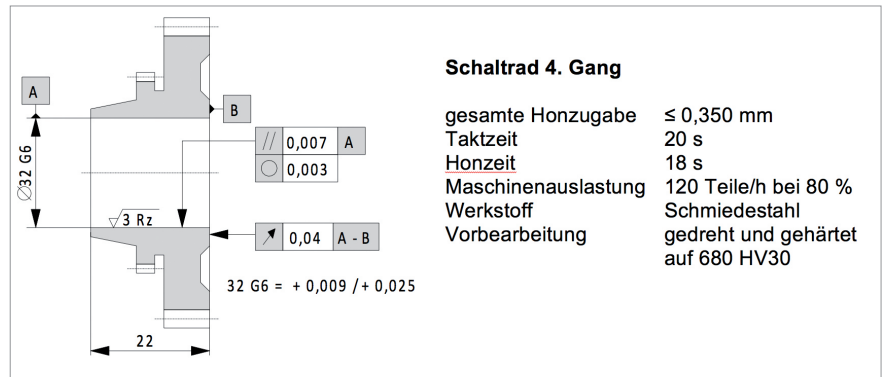 A
B
Ø32 G6
// 0,007 A
○ 0,003
3 Rz
↗ 0,04 A - B
32 G6 = + 0,009 / + 0,025
22
Schaltrad 4. Gang
gesamte Honzugabe ≤ 0,350 mm
Taktzeit 20 s
Honzeit 18 s
Maschinenauslastung 120 Teile/h bei 80 %
Werkstoff Schmiedestahl
Vorbearbeitung gedreht und gehärtet
auf 680 HV30